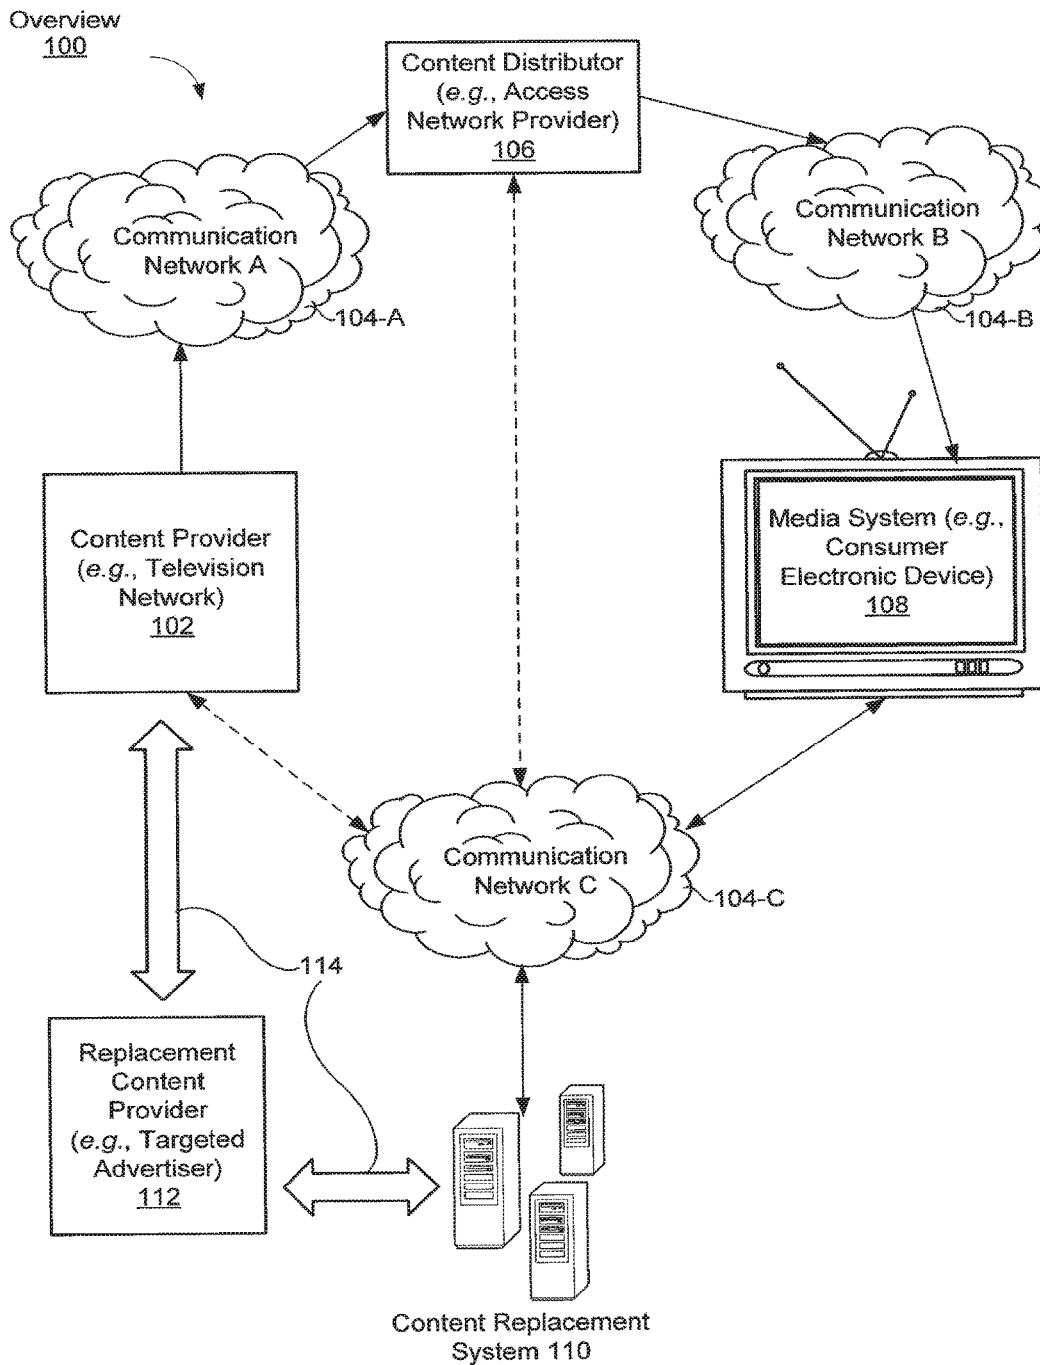 Overview
100
Content Distributor
(e.g., Access
Network Provider)
106
Communication
Network A
104-A
Communication
Network B
104-B
Content Provider
(e.g., Television
Network)
102
Media System (e.g.,
Consumer
Electronic Device)
108
Communication
Network C
104-C
114
Replacement
Content
Provider
(e.g., Targeted
Advertiser)
112
Content Replacement
System 110